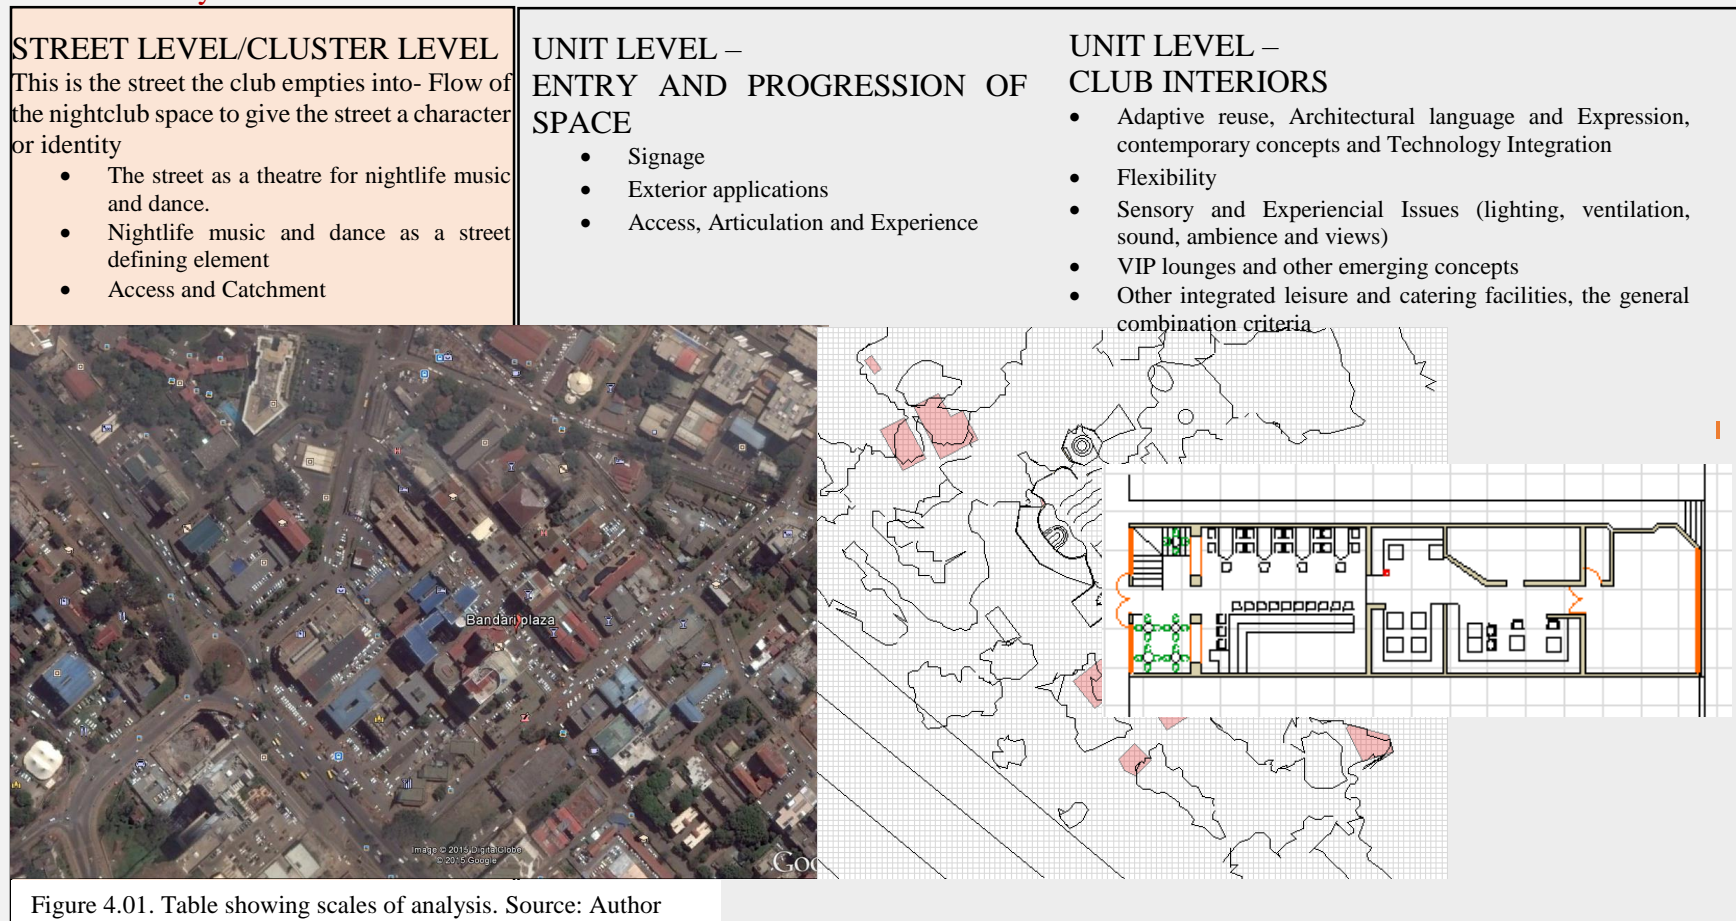 STREET LEVEL/CLUSTER LEVEL
This is the street the club empties into- Flow of
the nightclub space to give the street a character
or identity
• The street as a theatre for nightlife music
and dance.
• Nightlife music and dance as a street
defining element
• Access and Catchment
UNIT LEVEL –
ENTRY AND PROGRESSION OF
SPACE
• Signage
• Exterior applications
• Access, Articulation and Experience
UNIT LEVEL –
CLUB INTERIORS
• Adaptive reuse, Architectural language and Expression,
contemporary concepts and Technology Integration
• Flexibility
• Sensory and Experiencial Issues (lighting, ventilation,
sound, ambience and views)
• VIP lounges and other emerging concepts
• Other integrated leisure and catering facilities, the general
combination criteria
Bandari plaza
Image © 2015 DigitalGlobe
© 2015 Google
Goo
Figure 4.01. Table showing scales of analysis. Source: Author